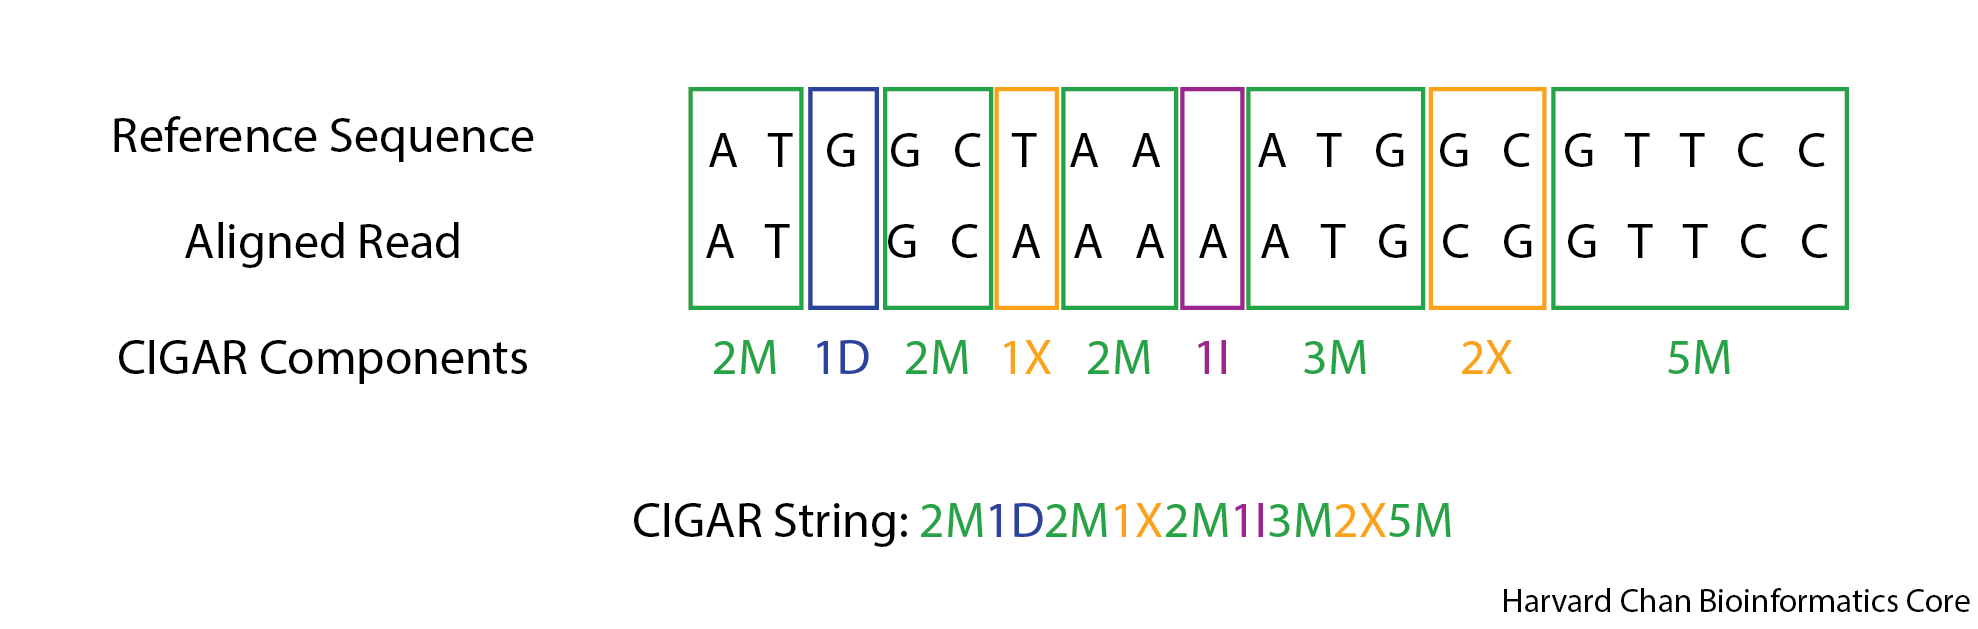 Reference Sequence A T G G C T A A A T G G C G T T C C
Aligned Read A T G C A A A A A T G C G G T T C C
CIGAR Components 2M 1D 2M 1X 2M 1I 3M 2X 5M
CIGAR String: 2M1D2M1X2M1I3M2X5M
Harvard Chan Bioinformatics Core